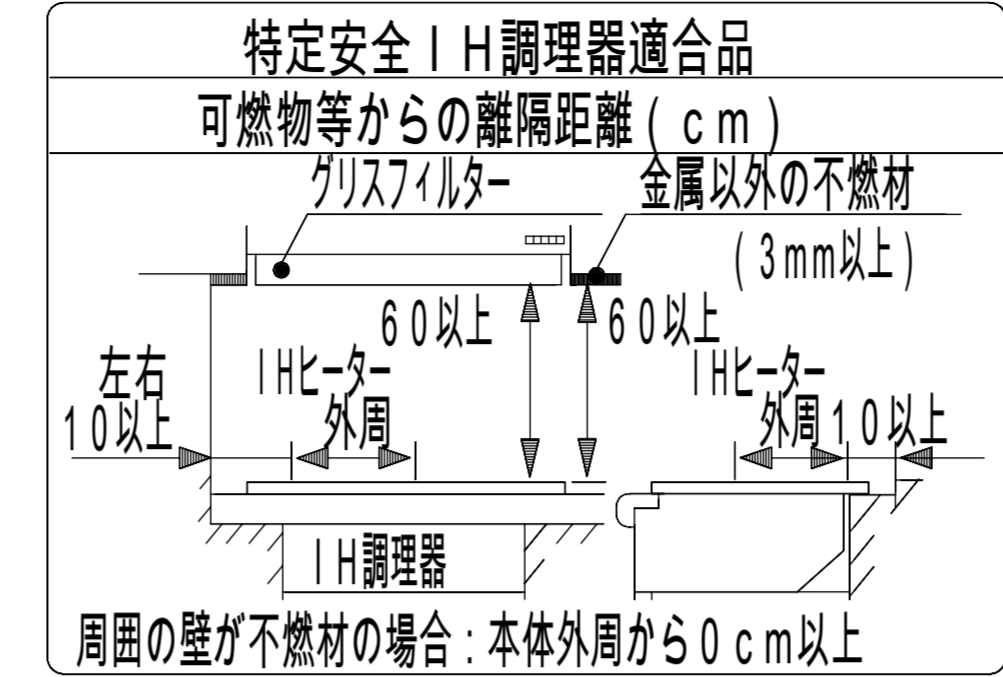 特定安全ＩＨ調理器適合品
可燃物等からの離隔距離(ｃｍ)
グリスフィルター
金属以外の不燃材
(３ｍｍ以上)
６０以上
６０以上
左右
１０以上
ＩＨヒーター
外周
ＩＨヒーター
外周１０以上
ＩＨ調理器
周囲の壁が不燃材の場合：本体外周から０ｃｍ以上